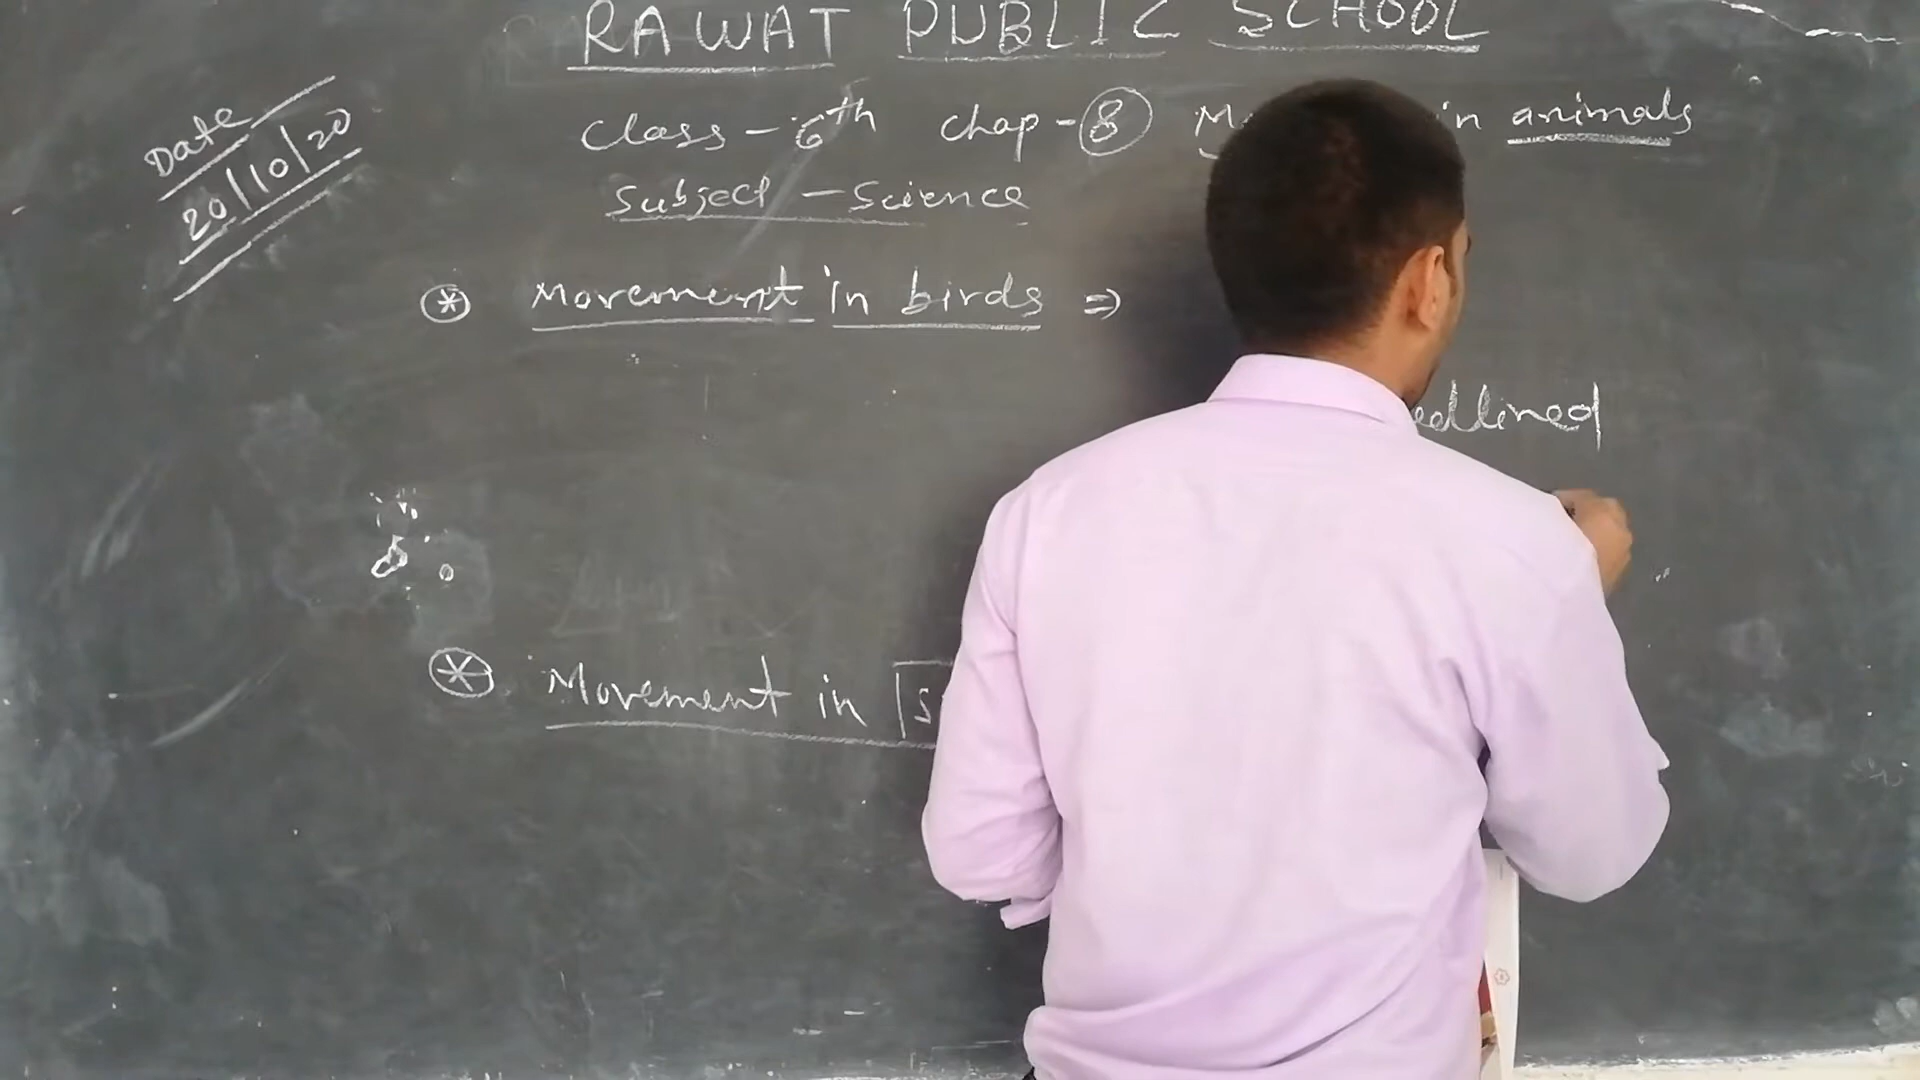 RAWAT PUBLIC SCHOOL
Date
20/10/20
Class - 6th chap - 8 in animals
Subject - Science
* Movement in birds ⇒
* Movement in